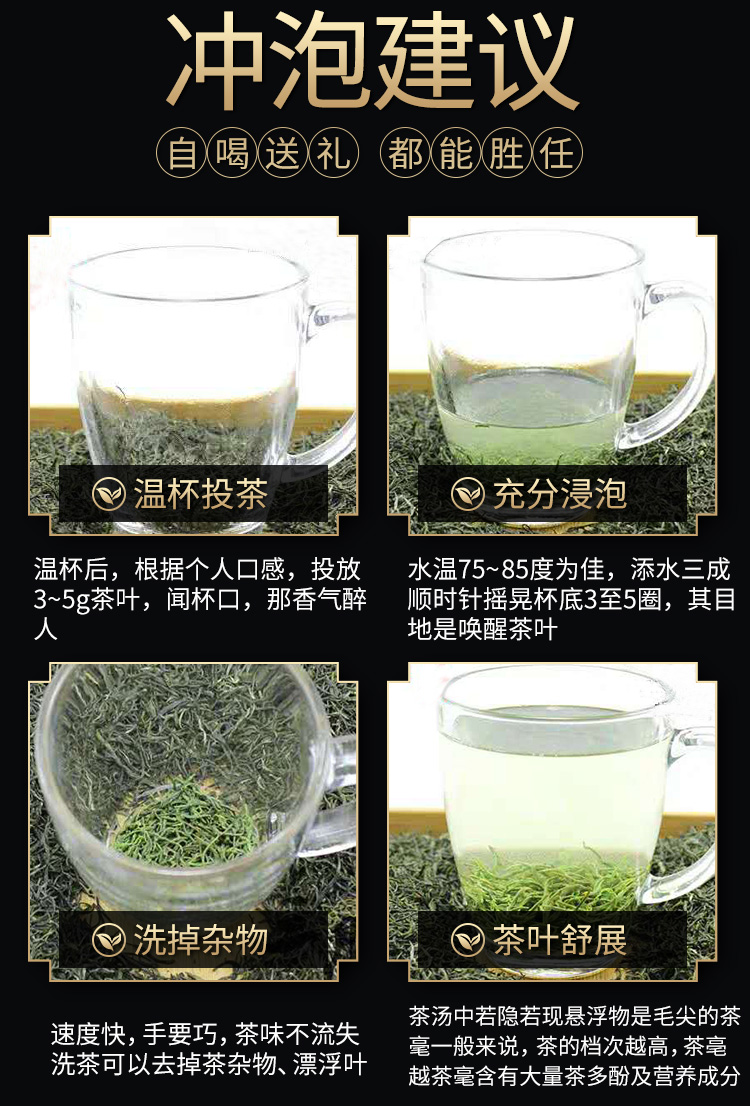 冲泡建议
自喝送礼 都能胜任
温杯投茶
充分浸泡
温杯后，根据个人口感，投放
3~5g茶叶，闻杯口，那香气醉
人
水温75~85度为佳，添水三成
顺时针摇晃杯底3至5圈，其目
地是唤醒茶叶
洗掉杂物
茶叶舒展
速度快，手要巧，茶味不流失
洗茶可以去掉茶杂物、漂浮叶
茶汤中若隐若现悬浮物是毛尖的茶
毫一般来说，茶的档次越高，茶亳
越茶毫含有大量茶多酚及营养成分